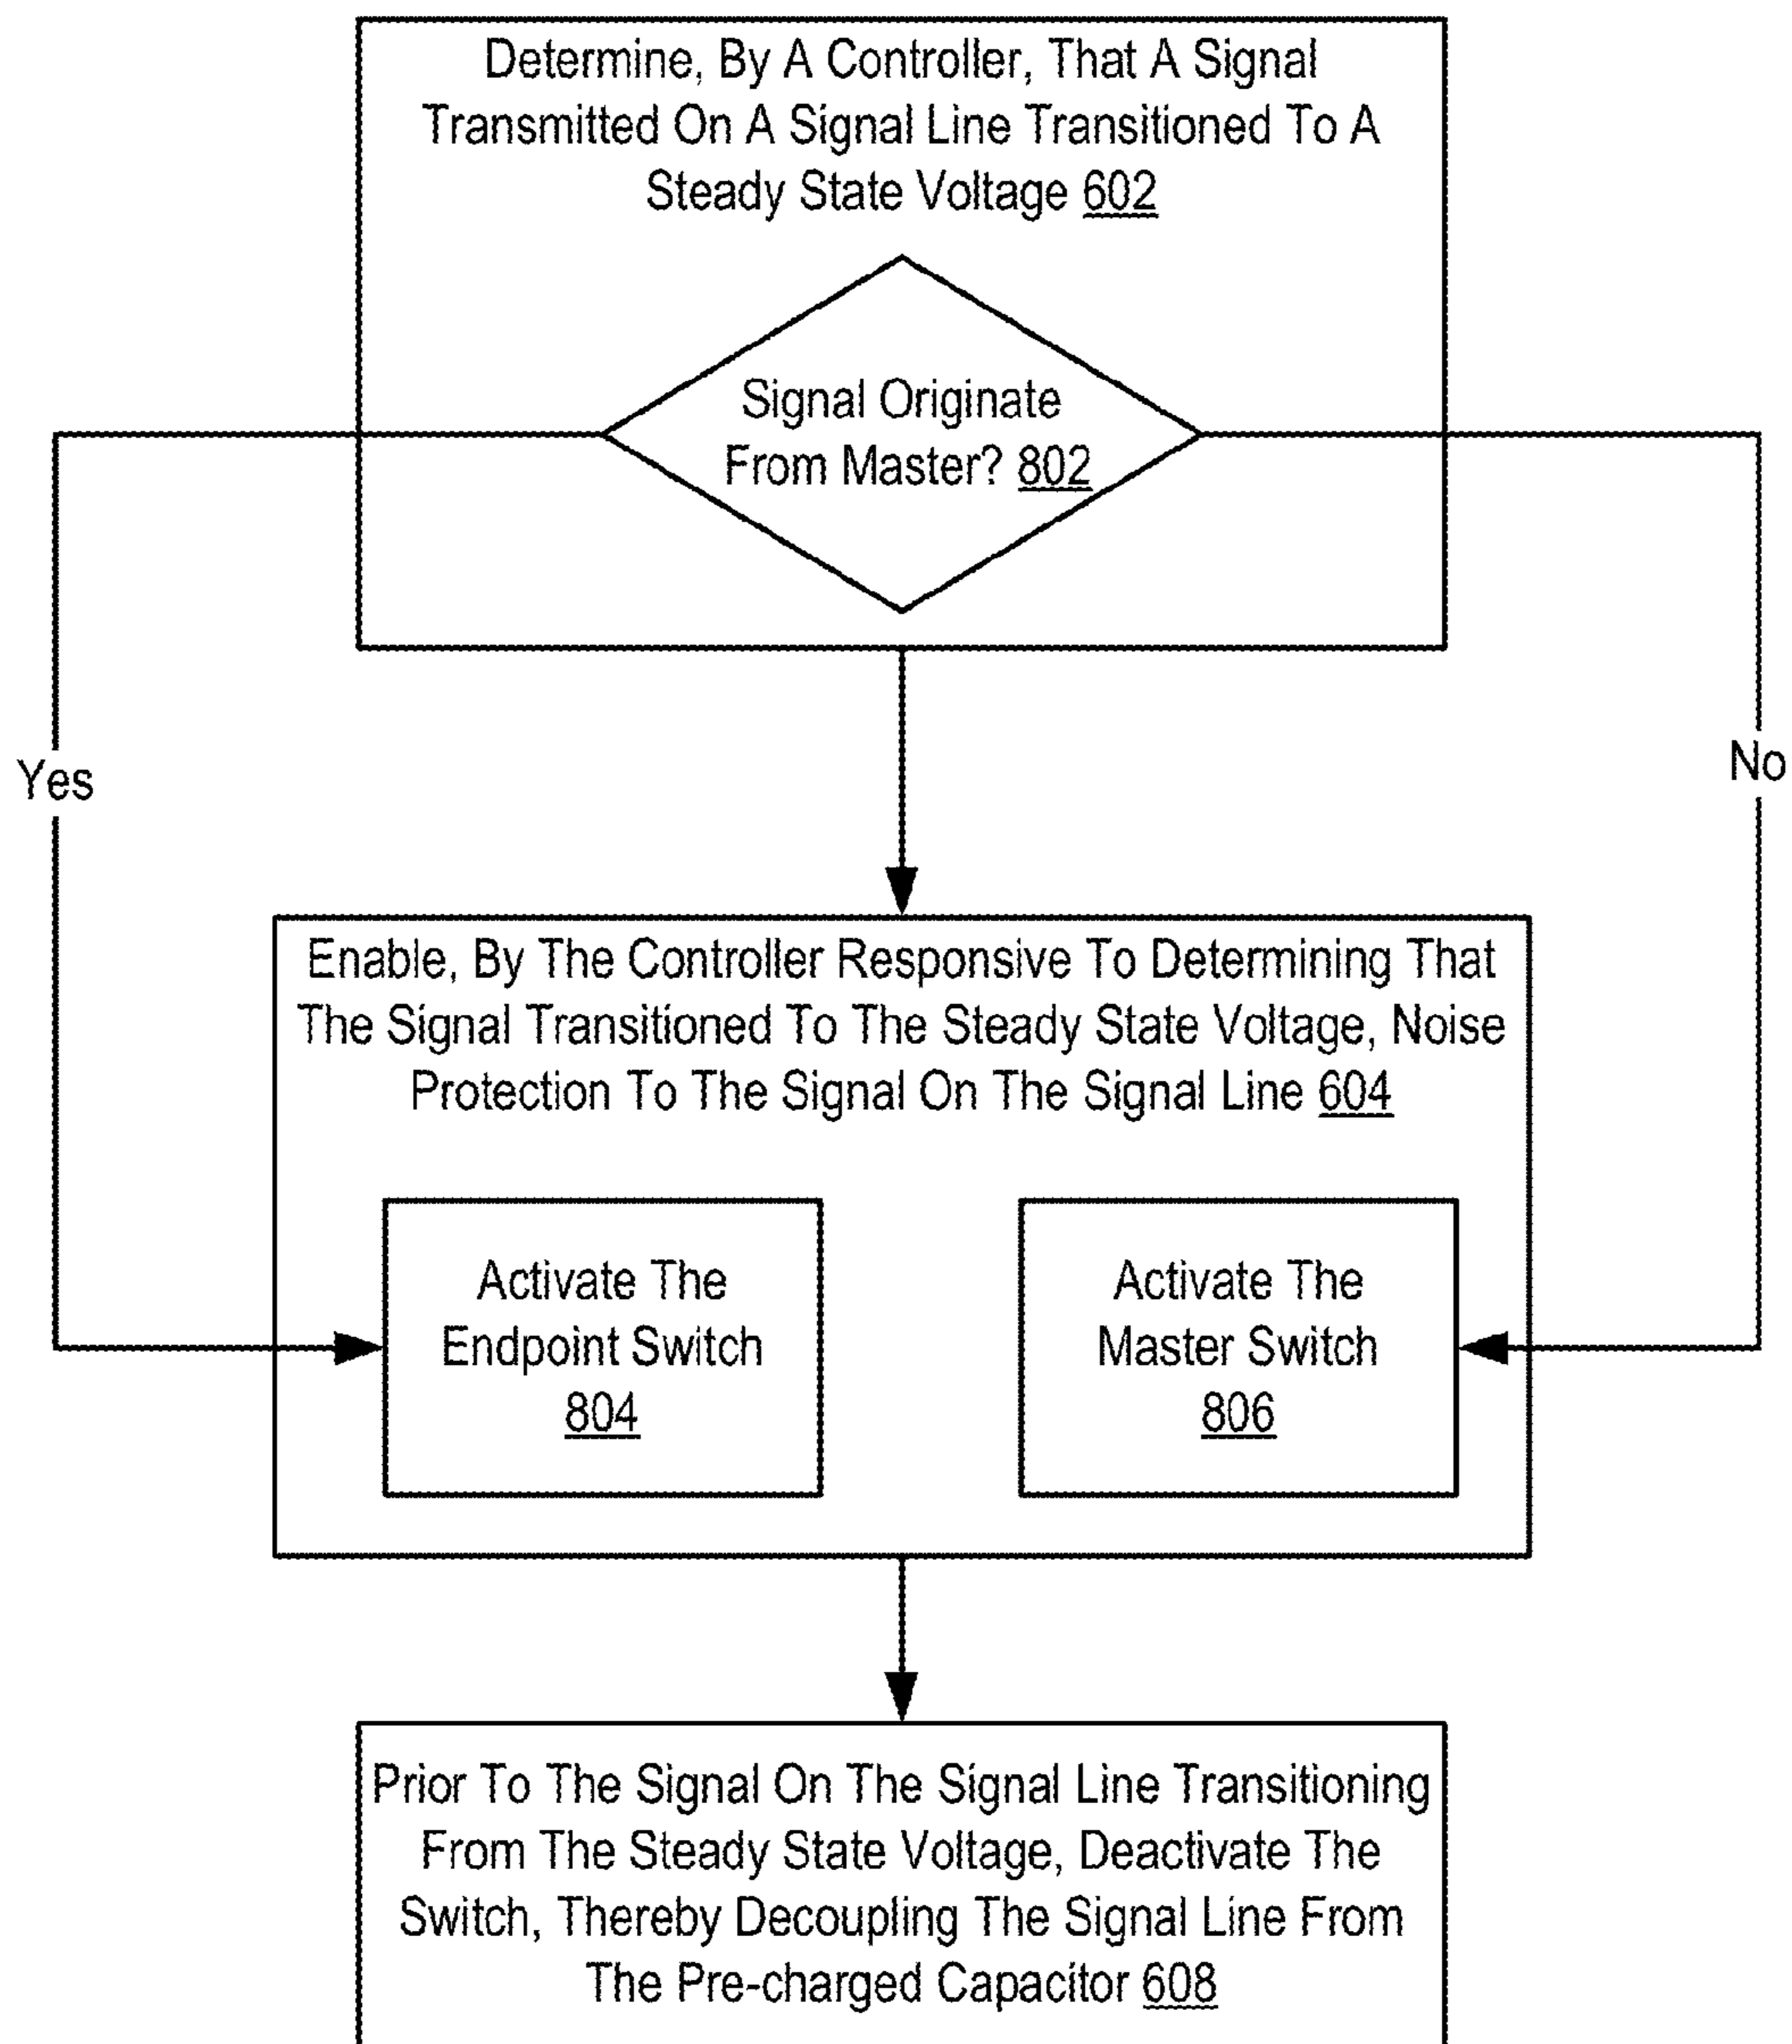 Determine, By A Controller, That A Signal
Transmitted On A Signal Line Transitioned To A
Steady State Voltage 602
Signal Originate
From Master? 802
Yes
No
Enable, By The Controller Responsive To Determining That
The Signal Transitioned To The Steady State Voltage, Noise
Protection To The Signal On The Signal Line 604
Activate The
Endpoint Switch
804
Activate The
Master Switch
806
Prior To The Signal On The Signal Line Transitioning
From The Steady State Voltage, Deactivate The
Switch, Thereby Decoupling The Signal Line From
The Pre-charged Capacitor 608